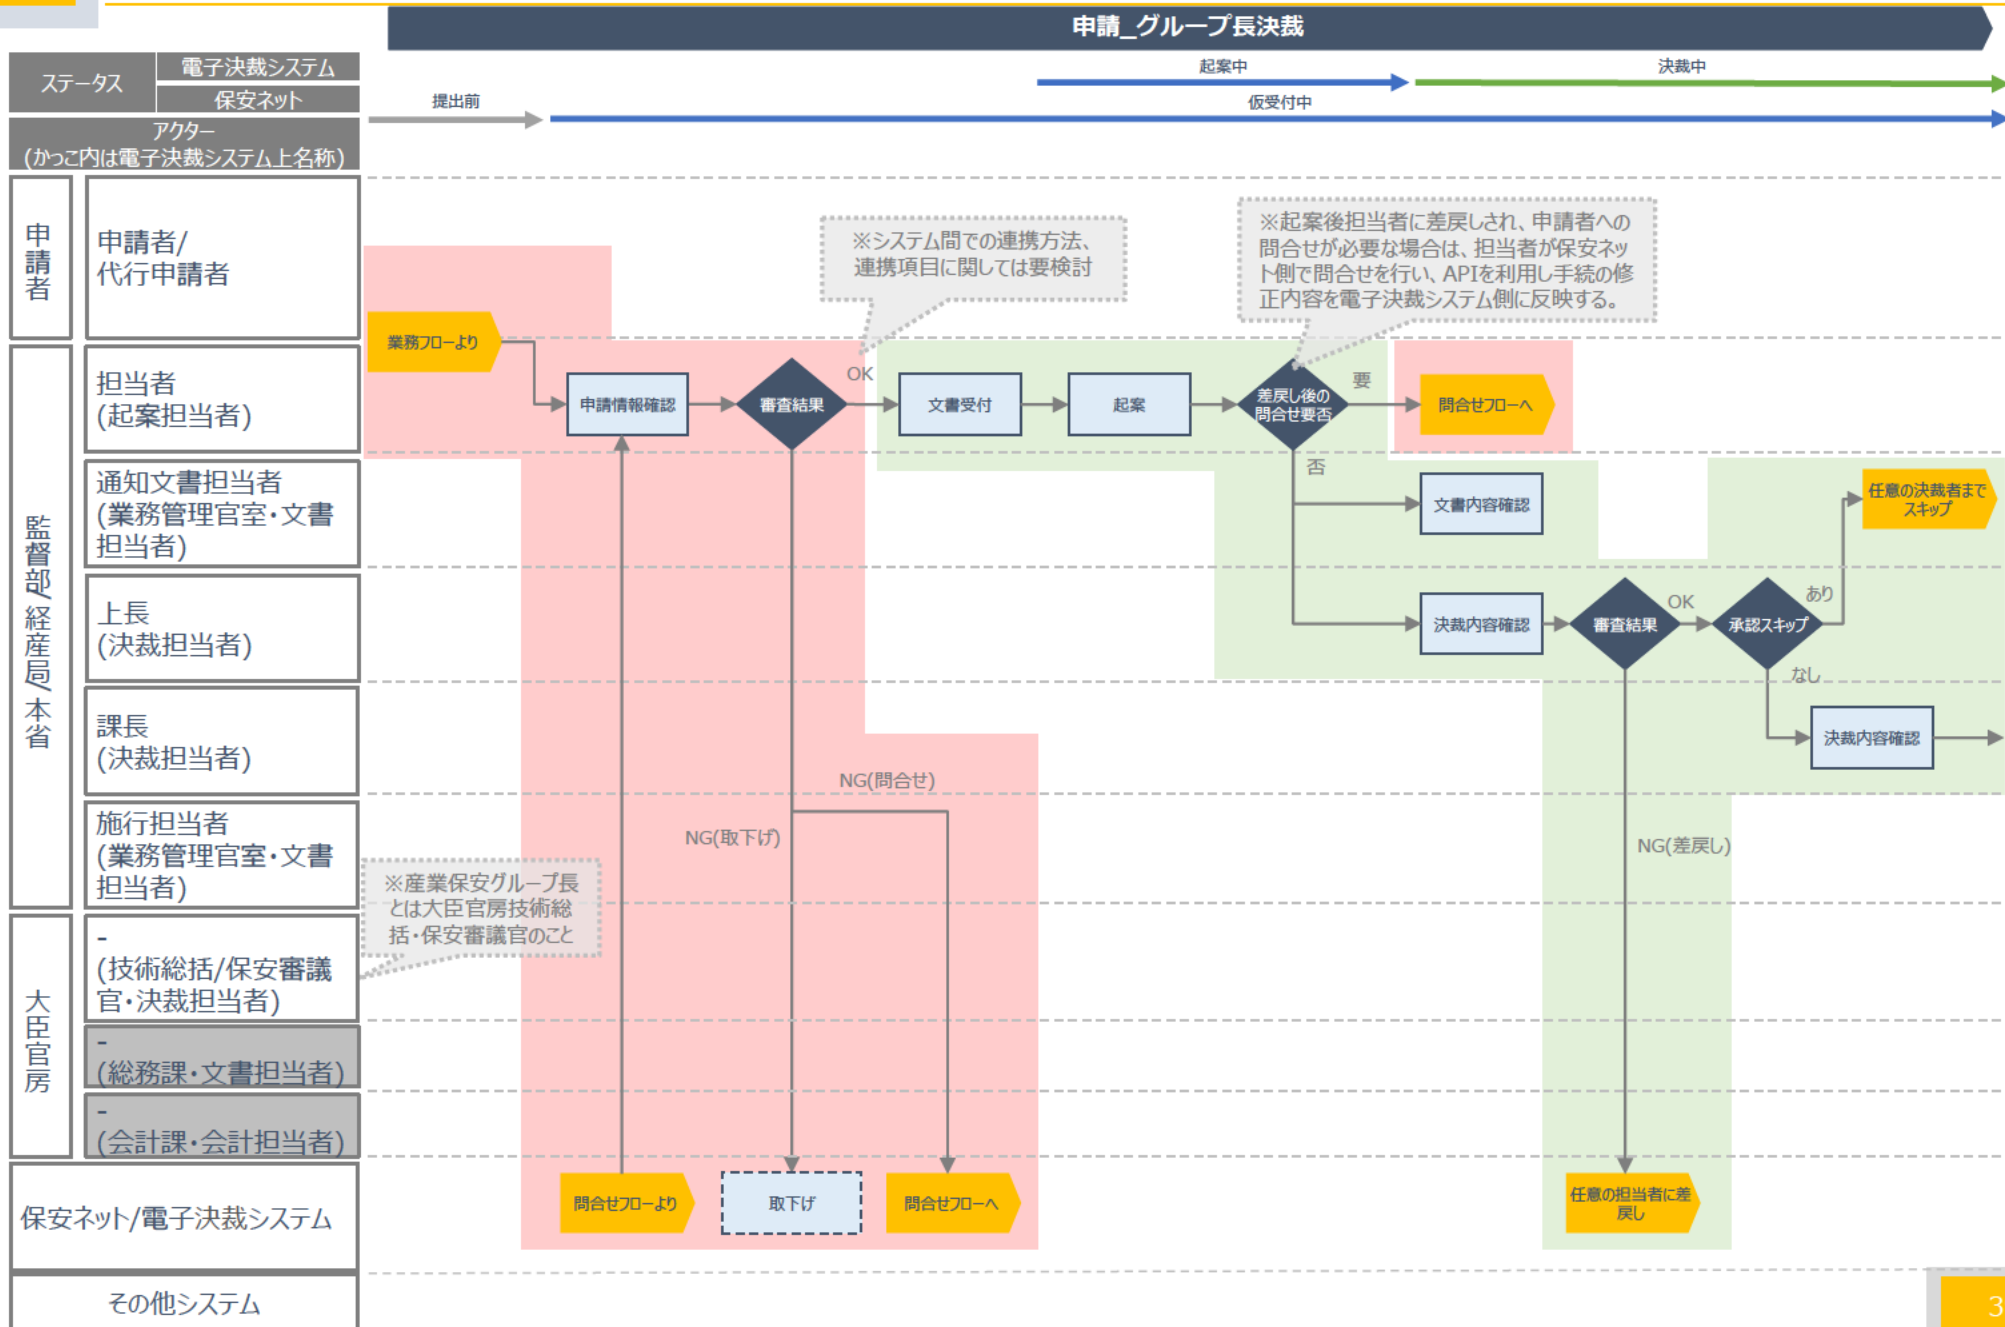 申請_グループ長決裁
ステータス
電子決裁システム
保安ネット
起案中
決裁中
提出前
仮受付中
アクター
(かっこ内は電子決裁システム上名称)
申請者
申請者/
代行申請者
※システム間での連携方法、
連携項目に関しては要検討
※起案後担当者に差戻しされ、申請者への
問合せが必要な場合は、担当者が保安ネッ
ト側で問合せを行い、APIを利用し手続の修
正内容を電子決裁システム側に反映する。
監督部/経産局/本省
担当者
(起案担当者)
業務フローより
申請情報確認
審査結果
OK
文書受付
起案
差戻し後の
問合せ要否
要
問合せフローへ
否
通知文書担当者
(業務管理官室・文書
担当者)
文書内容確認
任意の決裁者まで
スキップ
上長
(決裁担当者)
決裁内容確認
審査結果
OK
承認スキップ
あり
なし
課長
(決裁担当者)
決裁内容確認
NG(問合せ)
施行担当者
(業務管理官室・文書
担当者)
NG(取下げ)
NG(差戻し)
※産業保安グループ長
とは大臣官房技術総
括・保安審議官のこと
大臣官房
-
(技術総括/保安審議
官・決裁担当者)
-
(総務課・文書担当者)
-
(会計課・会計担当者)
保安ネット/電子決裁システム
問合せフローより
取下げ
問合せフローへ
任意の担当者に差
戻し
その他システム
3